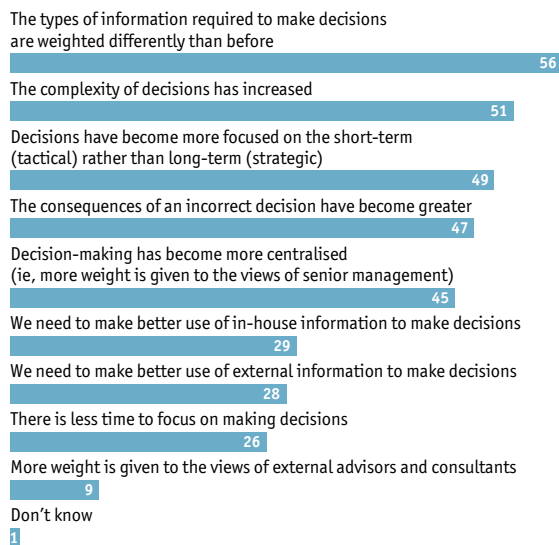 The types of information required to make decisions
are weighted differently than before
56
The complexity of decisions has increased
51
Decisions have become more focused on the short-term
(tactical) rather than long-term (strategic)
49
The consequences of an incorrect decision have become greater
47
Decision-making has become more centralised
(ie, more weight is given to the views of senior management)
45
We need to make better use of in-house information to make decisions
29
We need to make better use of external information to make decisions
28
There is less time to focus on making decisions
26
More weight is given to the views of external advisors and consultants
9
Don’t know
1